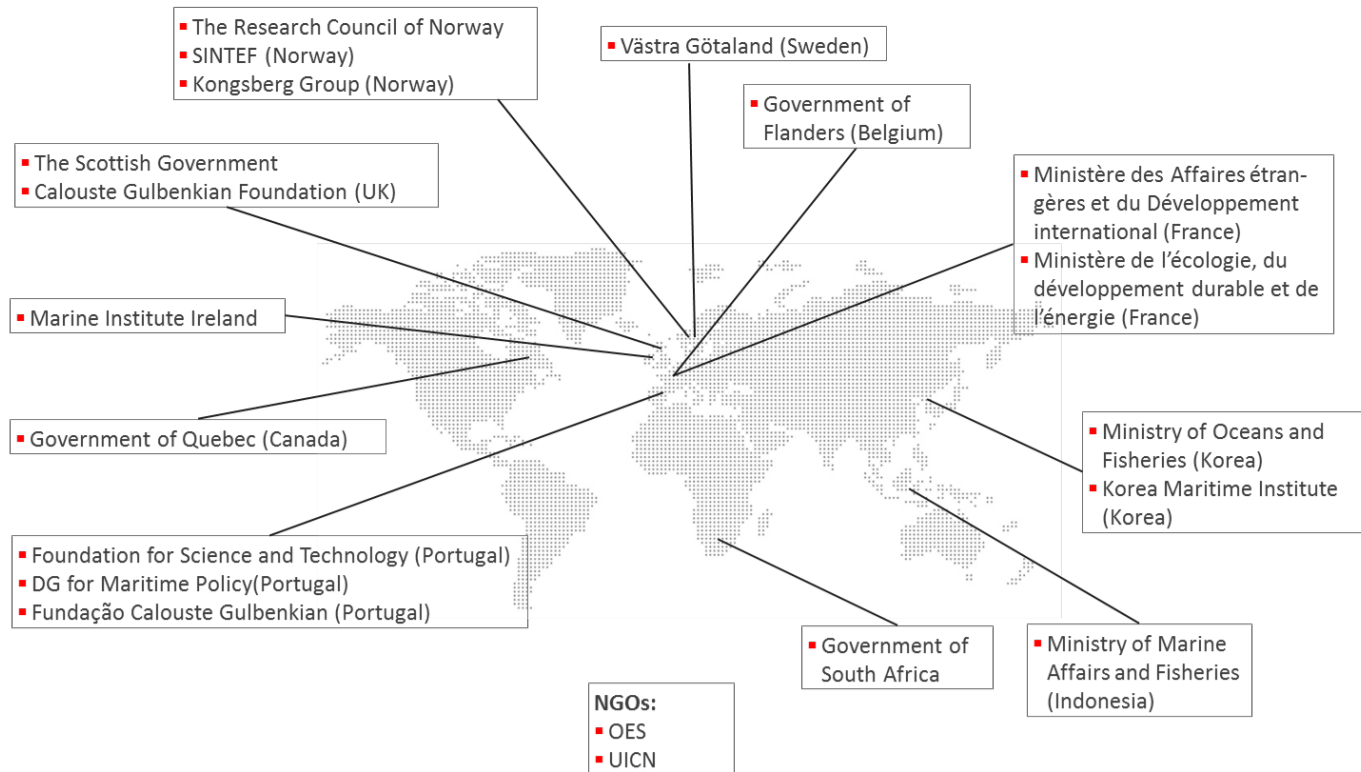 ▪ The Research Council of Norway
▪ SINTEF (Norway)
▪ Kongsberg Group (Norway)
▪ Västra Götaland (Sweden)
▪ Government of
Flanders (Belgium)
▪ The Scottish Government
▪ Calouste Gulbenkian Foundation (UK)
▪ Ministère des Affaires étran-
gères et du Développement
international (France)
▪ Ministère de l’écologie, du
développement durable et de
l’énergie (France)
▪ Marine Institute Ireland
▪ Government of Quebec (Canada)
▪ Ministry of Oceans and
Fisheries (Korea)
▪ Korea Maritime Institute
(Korea)
▪ Foundation for Science and Technology (Portugal)
▪ DG for Maritime Policy(Portugal)
▪ Fundação Calouste Gulbenkian (Portugal)
▪ Government of
South Africa
▪ Ministry of Marine
Affairs and Fisheries
(Indonesia)
NGOs:
▪ OES
▪ UICN